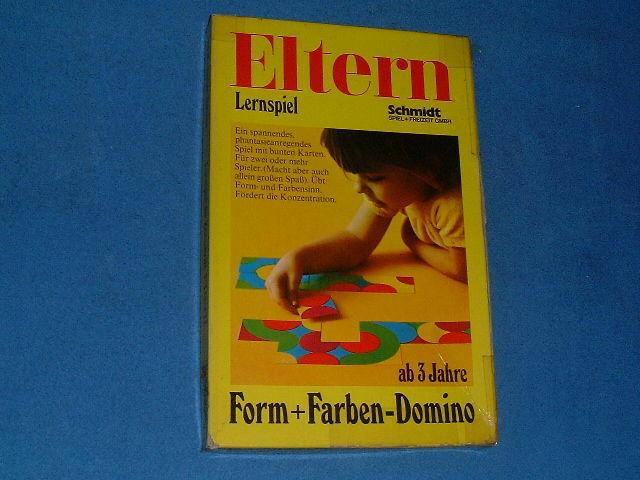 Eltern
Lernspiel
Schmidt
SPIEL + FREIZEIT GMBH
Ein spannendes,
phantasieanregendes
Spiel mit bunten Karten.
Für zwei oder mehr
Spieler. (Macht aber auch
allein großen Spaß). Übt
Form- und Farbensinn.
Fördert die Konzentration.
ab 3 Jahre
Form+Farben-Domino